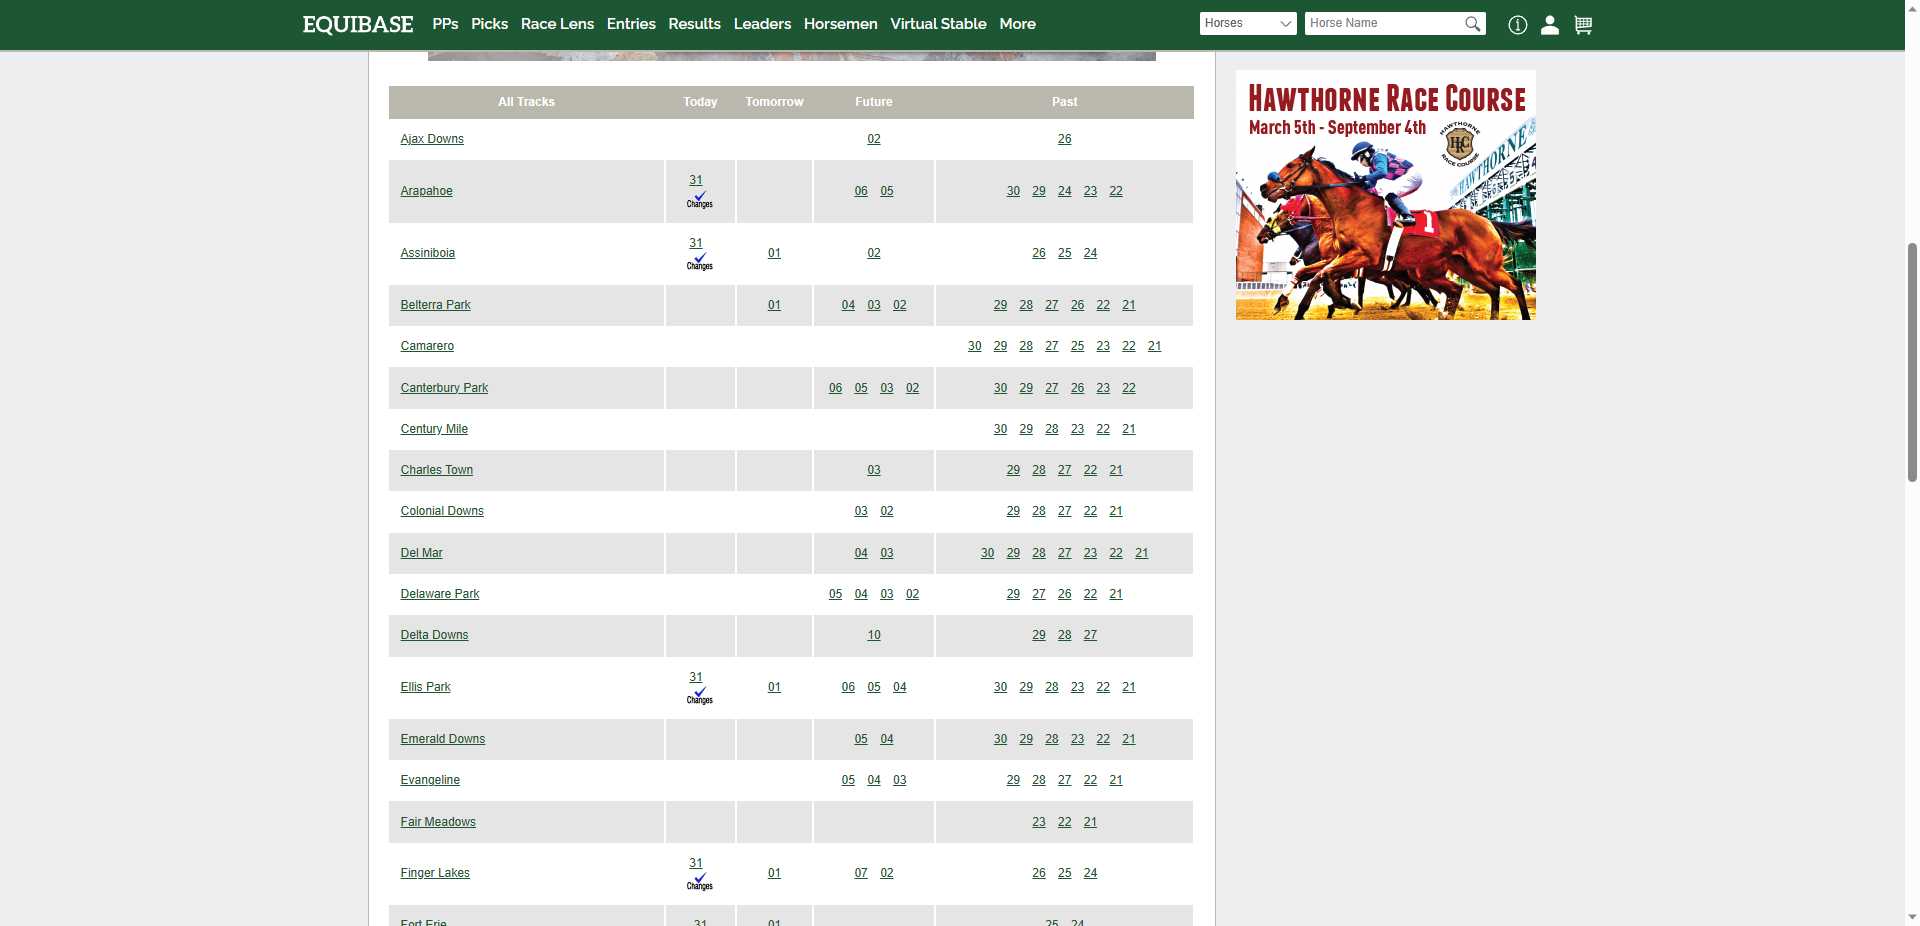 EQUIBASE PPs Picks Race Lens Entries Results Leaders Horsemen Virtual Stable More Horses Horse Name
All Tracks Today Tomorrow Future Past
Ajax Downs 02 26
Arapahoe 31 Changes 06 05 30 29 24 23 22
Assiniboia 31 Changes 01 02 26 25 24
Belterra Park 01 04 03 02 29 28 27 26 22 21
Camarero 30 29 28 27 25 23 22 21
Canterbury Park 06 05 03 02 30 29 27 26 23 22
Century Mile 30 29 28 23 22 21
Charles Town 03 29 28 27 22 21
Colonial Downs 03 02 29 28 27 22 21
Del Mar 04 03 30 29 28 27 23 22 21
Delaware Park 05 04 03 02 29 27 26 22 21
Delta Downs 10 29 28 27
Ellis Park 31 Changes 01 06 05 04 30 29 28 23 22 21
Emerald Downs 05 04 30 29 28 23 22 21
Evangeline 05 04 03 29 28 27 22 21
Fair Meadows 23 22 21
Finger Lakes 31 Changes 01 07 02 26 25 24
Fort Erie 31 01 25 24
HAWTHORNE RACE COURSE
March 5th - September 4th
HAWTHORNE
HRC
RACE COURSE
HAWTHORNE
1